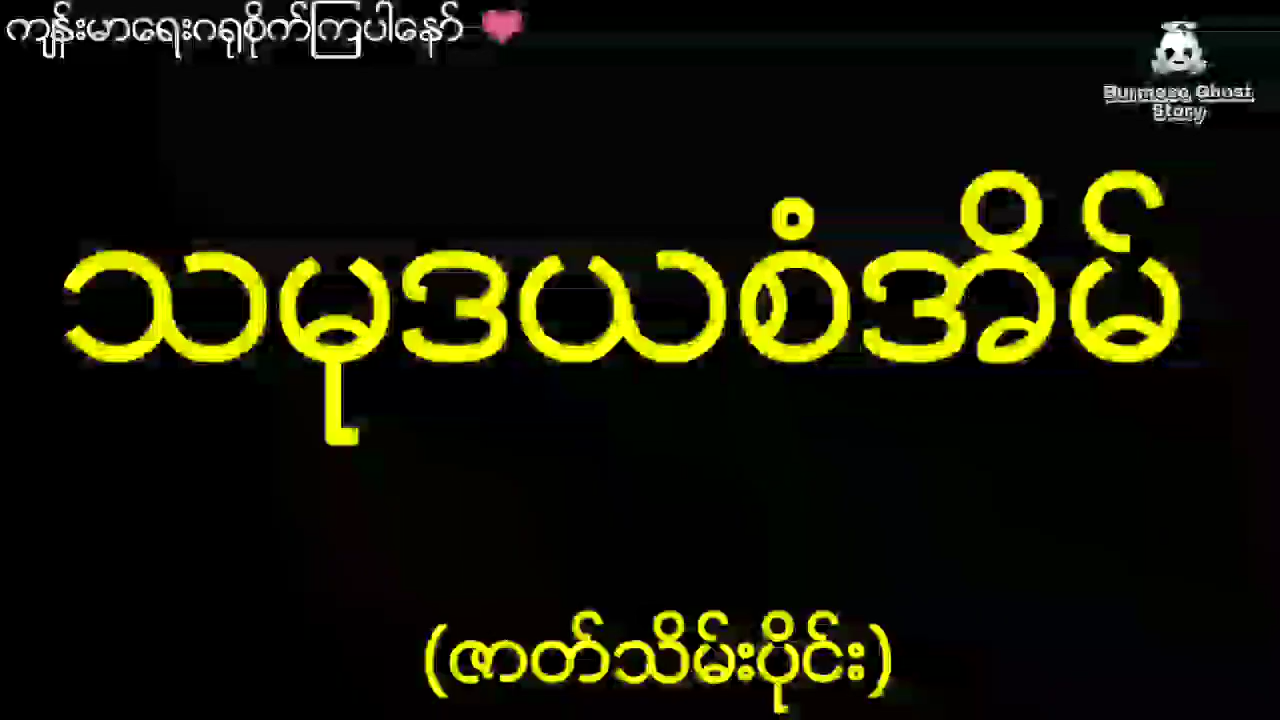 ကျန်းမာရေးဂရုစိုက်ကြပါနော် ❤
Burmese Ghost
Story
သမုဒယစံအိမ်
(ဇာတ်သိမ်းပိုင်း)